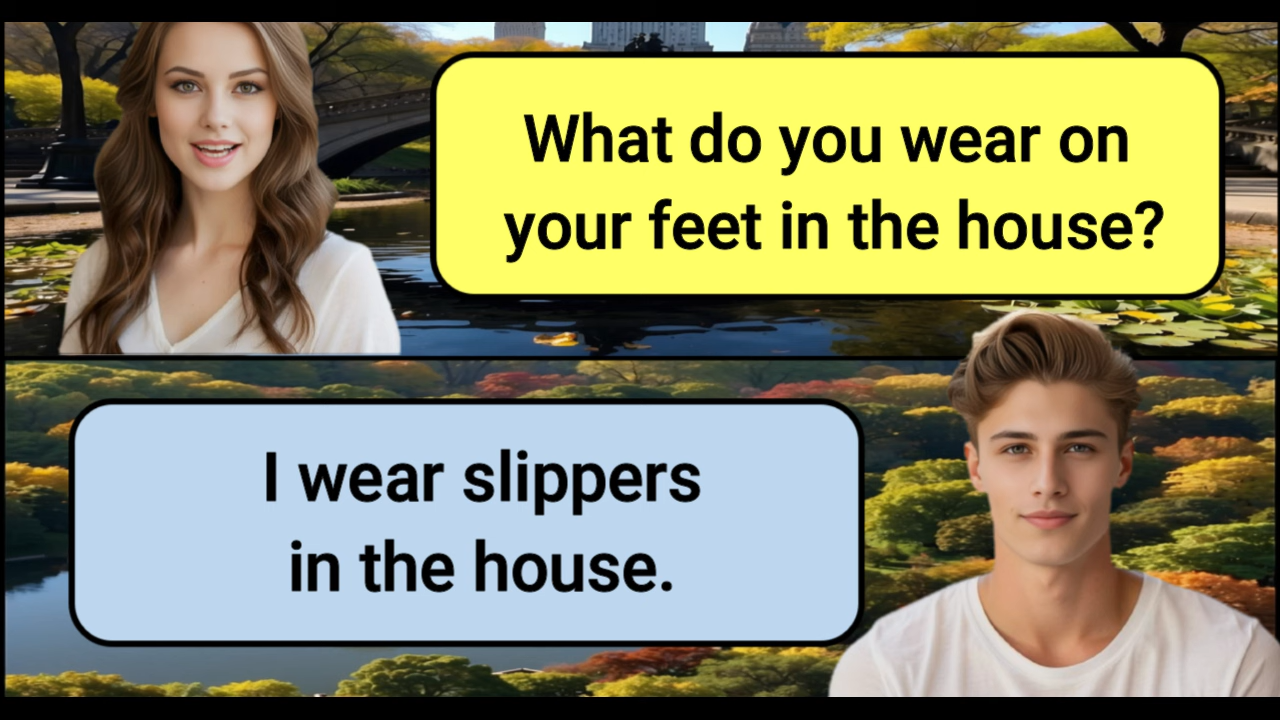 What do you wear on
your feet in the house?
I wear slippers
in the house.